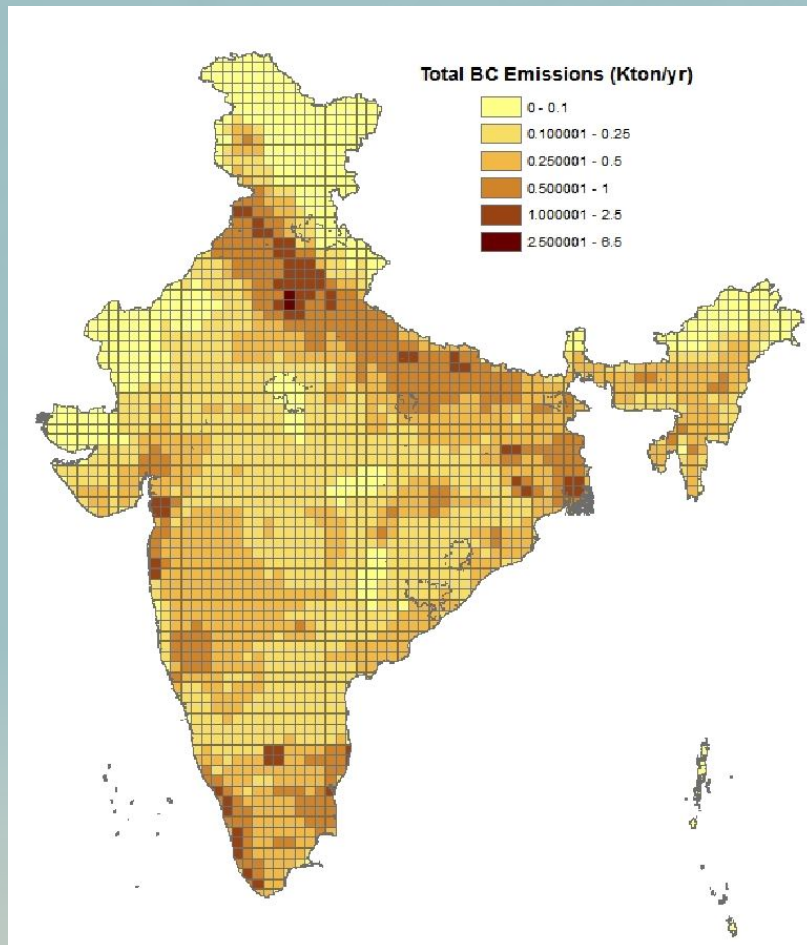 Total BC Emissions (Kton/yr)
0 - 0.1
0.100001 - 0.25
0.250001 - 0.5
0.500001 - 1
1.000001 - 2.5
2.500001 - 6.5